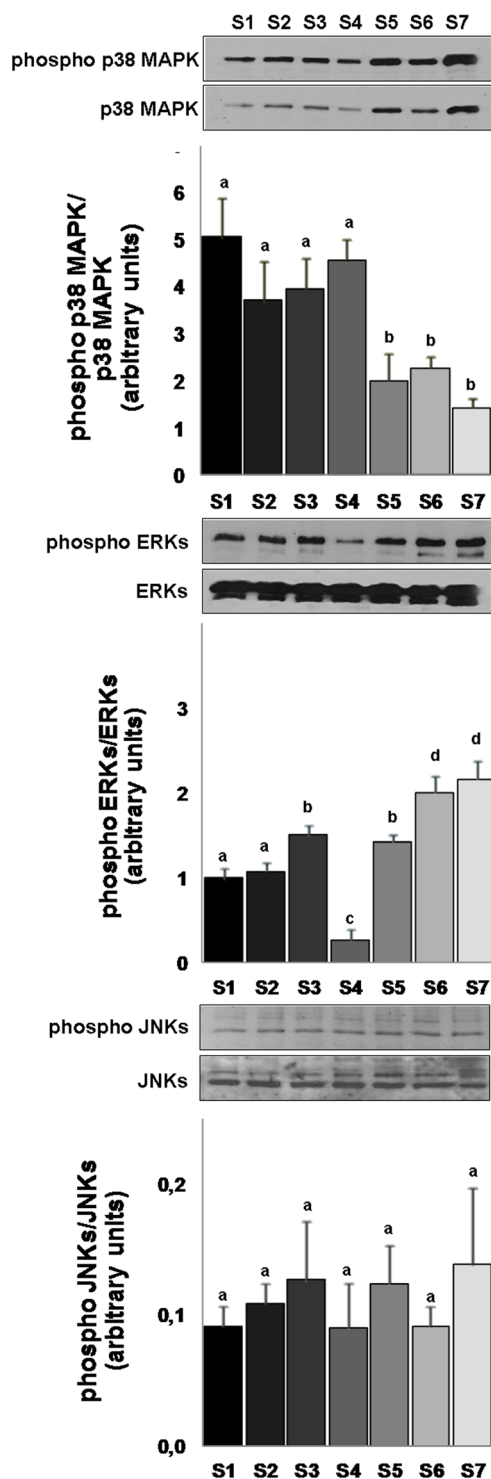 S1 S2 S3 S4 S5 S6 S7
phospho p38 MAPK
p38 MAPK
phospho p38 MAPK/
p38 MAPK
(arbitrary units)
6
5
4
3
2
1
0
a
a
a
a
b
b
b
S1 S2 S3 S4 S5 S6 S7
phospho ERKs
ERKs
phospho ERKs/ERKs
(arbitrary units)
3
2
1
0
a
a
b
c
b
d
d
S1 S2 S3 S4 S5 S6 S7
phospho JNKs
JNKs
phospho JNKs/JNKs
(arbitrary units)
0,2
0,1
0,0
a
a
a
a
a
a
a
S1 S2 S3 S4 S5 S6 S7